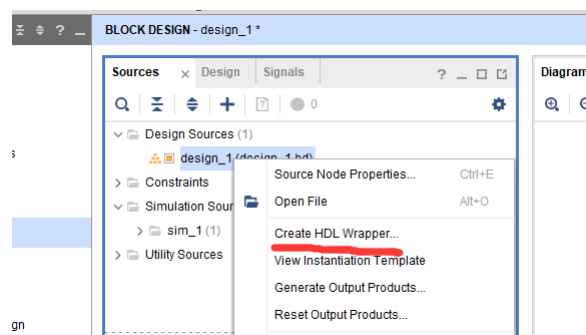 ? _
BLOCK DESIGN - design_1 *
Sources × Design Signals ? _
Diagram
0
Design Sources (1)
design_1 (design_1.bd)
Constraints
Simulation Sour
sim_1 (1)
Utility Sources
Source Node Properties... Ctrl+E
Open File Alt+O
Create HDL Wrapper...
View Instantiation Template
Generate Output Products...
Reset Output Products...
s
gn